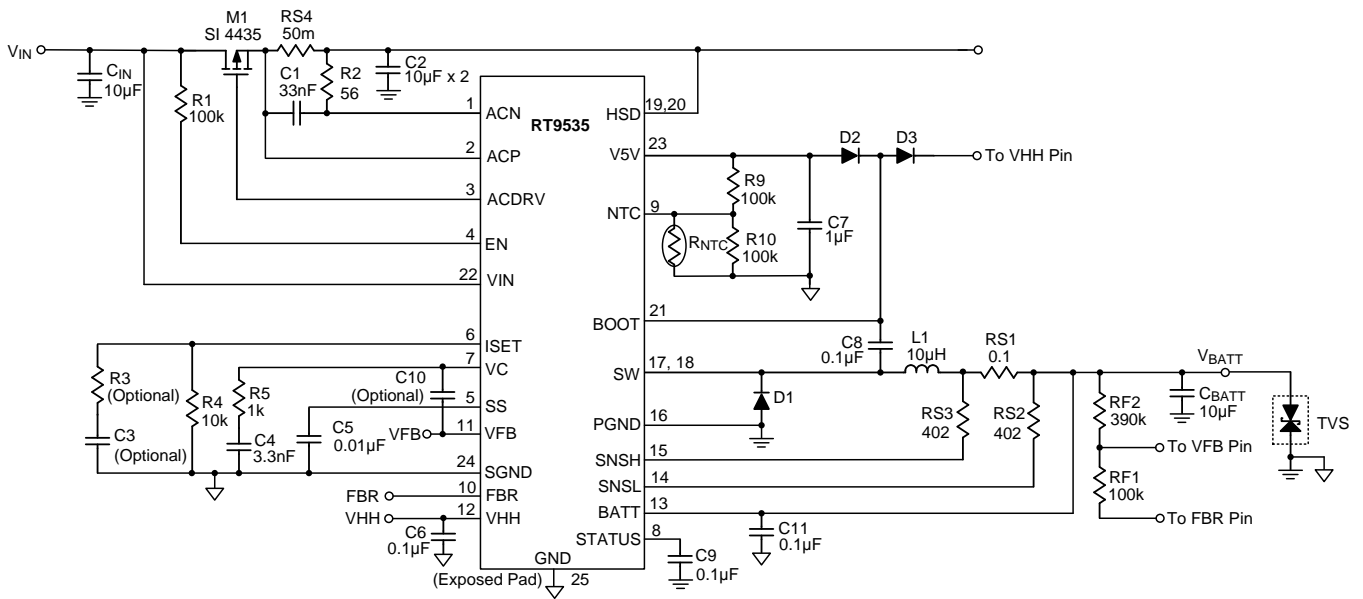 M1
SI 4435
RS4
50m
VIN
CIN
10µF
R1
100k
C1
33nF
R2
56
C2
10µF x 2
1
ACN
2
ACP
3
ACDRV
4
EN
22
VIN
6
ISET
7
VC
5
SS
11
VFB
24
SGND
10
FBR
12
VHH
RT9535
19,20
HSD
23
V5V
9
NTC
21
BOOT
17, 18
SW
16
PGND
15
SNSH
14
SNSL
13
BATT
8
STATUS
GND
(Exposed Pad)
25
D2
D3
To VHH Pin
R9
100k
RNTC
R10
100k
C7
1µF
C8
0.1µF
L1
10µH
RS1
0.1
D1
RS3
402
RS2
402
VBATT
RF2
390k
CBATT
10µF
TVS
To VFB Pin
RF1
100k
To FBR Pin
C11
0.1µF
C9
0.1µF
R3
(Optional)
C3
(Optional)
R4
10k
R5
1k
C4
3.3nF
C10
(Optional)
C5
0.01µF
VFB
FBR
VHH
C6
0.1µF